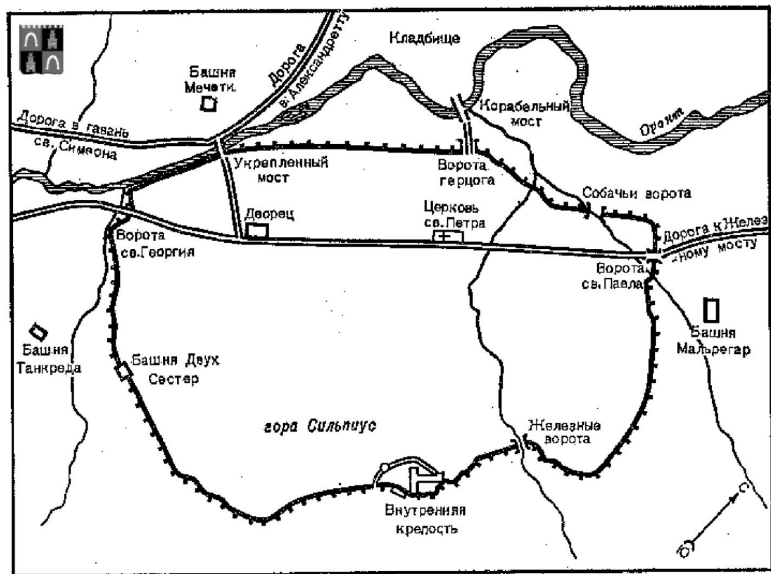 Кладбище
Башня
Мечети
Дорога
в Александретту
Корабельный
мост
Оронт
Дорога в гавань
св. Симеона
Укрепленный
мост
Ворота
герцога
Собачьи ворота
Дворец
Церковь
св. Петра
Дорога к Желез
ному мосту
Ворота
св. Георгия
Ворота
св. Павла
Башня
Мальрегар
Башня
Танкреда
Башня Двух
Сестер
гора Сильпиус
Железные
ворота
Внутренняя
кредость
С
Ю